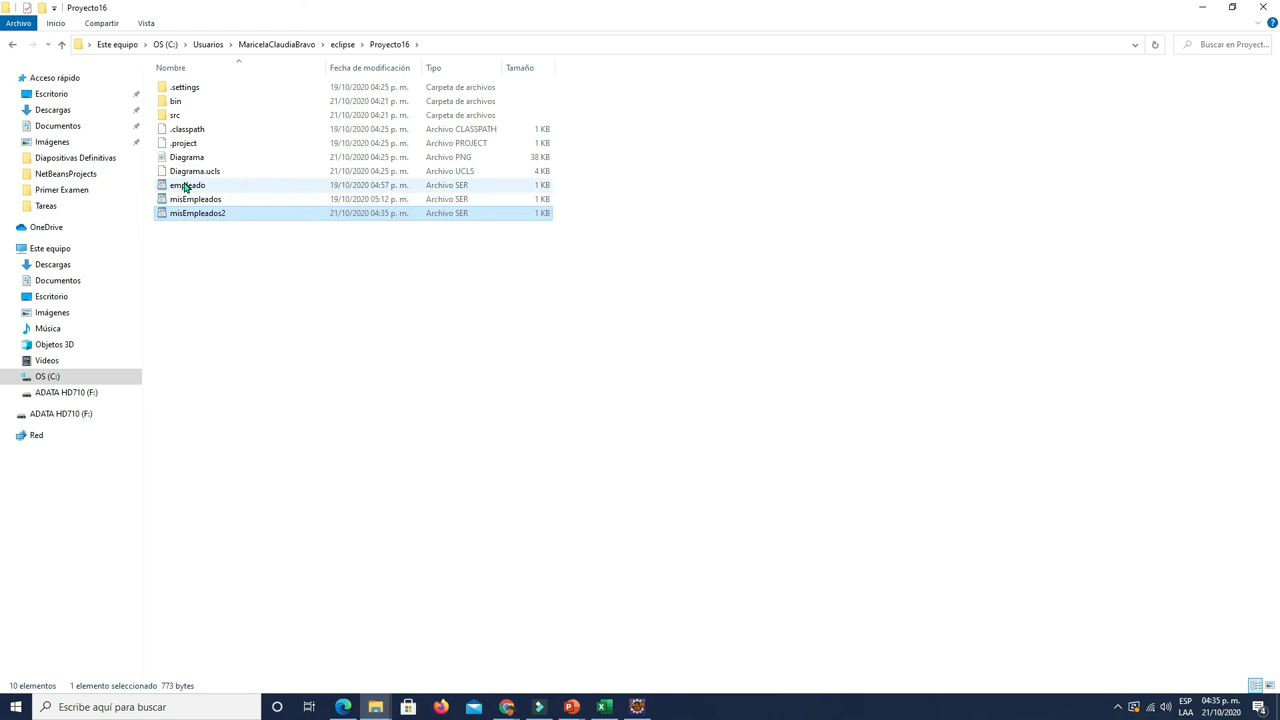 Proyecto16
Archivo Inicio Compartir Vista
Este equipo OS (C:) Usuarios MaricelaClaudiaBravo eclipse Proyecto16 Buscar en Proyect...
Nombre Fecha de modificación Tipo Tamaño
.settings 19/10/2020 04:25 p. m. Carpeta de archivos
bin 21/10/2020 04:21 p. m. Carpeta de archivos
src 21/10/2020 04:21 p. m. Carpeta de archivos
.classpath 19/10/2020 04:25 p. m. Archivo CLASSPATH 1 KB
.project 19/10/2020 04:25 p. m. Archivo PROJECT 1 KB
Diagrama 21/10/2020 04:25 p. m. Archivo PNG 38 KB
Diagrama.ucls 21/10/2020 04:25 p. m. Archivo UCLS 4 KB
empleado 19/10/2020 04:57 p. m. Archivo SER 1 KB
misEmpleados 19/10/2020 05:12 p. m. Archivo SER 1 KB
misEmpleados2 21/10/2020 04:35 p. m. Archivo SER 1 KB
Acceso rápido
Escritorio
Descargas
Documentos
Imágenes
Diapositivas Definitivas
NetBeansProjects
Primer Examen
Tareas
OneDrive
Este equipo
Descargas
Documentos
Escritorio
Imágenes
Música
Objetos 3D
Videos
OS (C:)
ADATA HD710 (F:)
ADATA HD710 (F:)
Red
10 elementos 1 elemento seleccionado 773 bytes
Escribe aquí para buscar
ESP 04:35 p. m.
LAA 21/10/2020
4